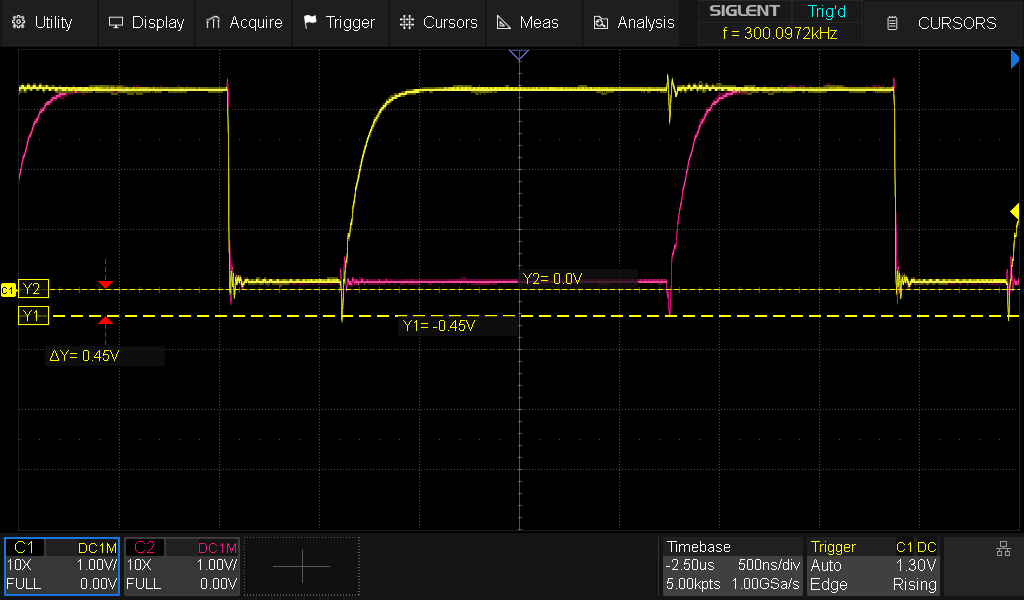 Utility Display Acquire Trigger Cursors Meas Analysis SIGLENT Trig'd CURSORS
f = 300.0972kHz
Y2= 0.0V
C1 Y2
Y1
Y1= -0.45V
ΔY= 0.45V
C1 DC1M C2 DC1M Timebase Trigger C1 DC
10X 1.00V/ 10X 1.00V/ -2.50us 500ns/div Auto 1.30V
FULL 0.00V FULL 0.00V 5.00kpts 1.00GSa/s Edge Rising